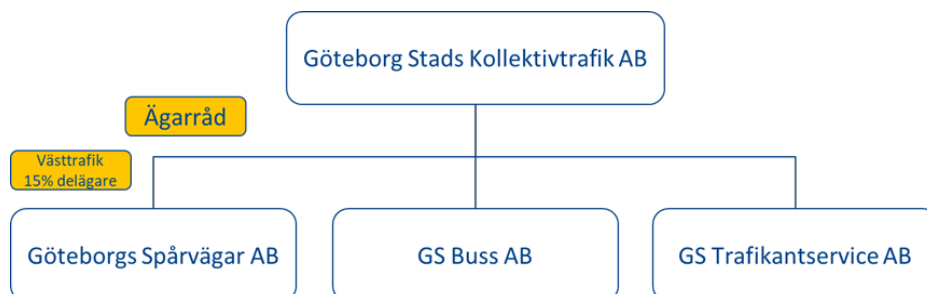 Göteborg Stads Kollektivtrafik AB
Ägarråd
Västtrafik
15% delägare
Göteborgs Spårvägar AB
GS Buss AB
GS Trafikantservice AB